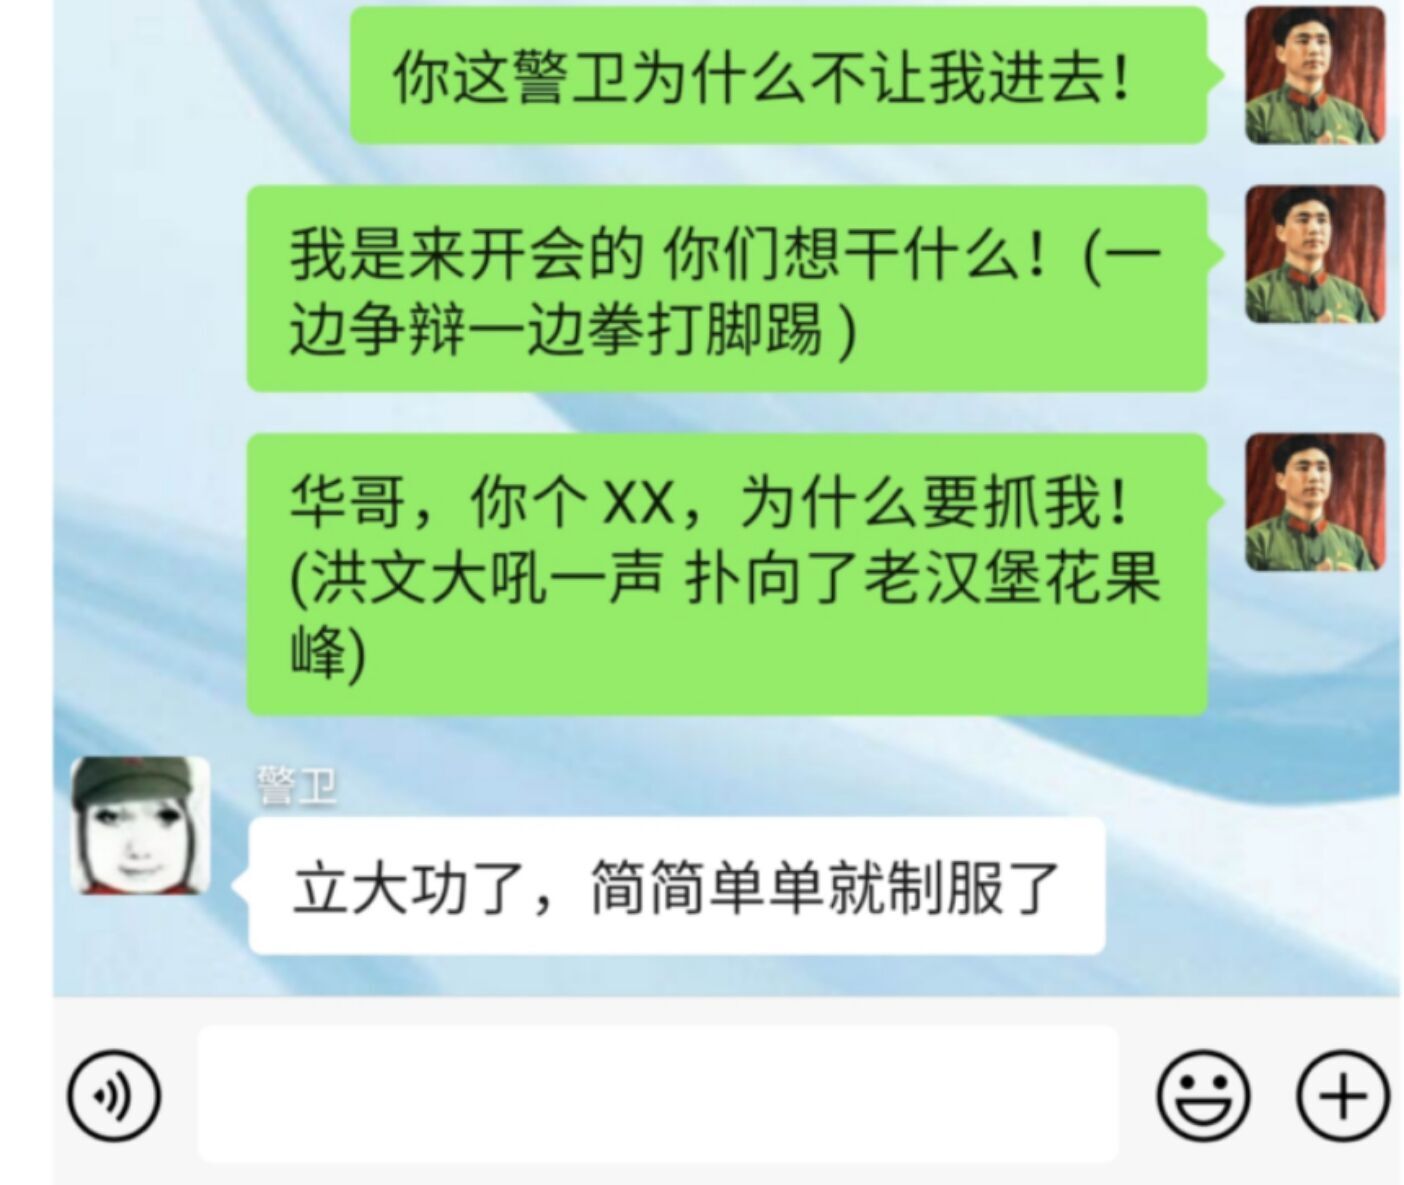 你这警卫为什么不让我进去！
我是来开会的 你们想干什么！(一
边争辩一边拳打脚踢 )
华哥，你个 XX，为什么要抓我！
(洪文大吼一声 扑向了老汉堡花果
峰)
警卫
立大功了，简简单单就制服了